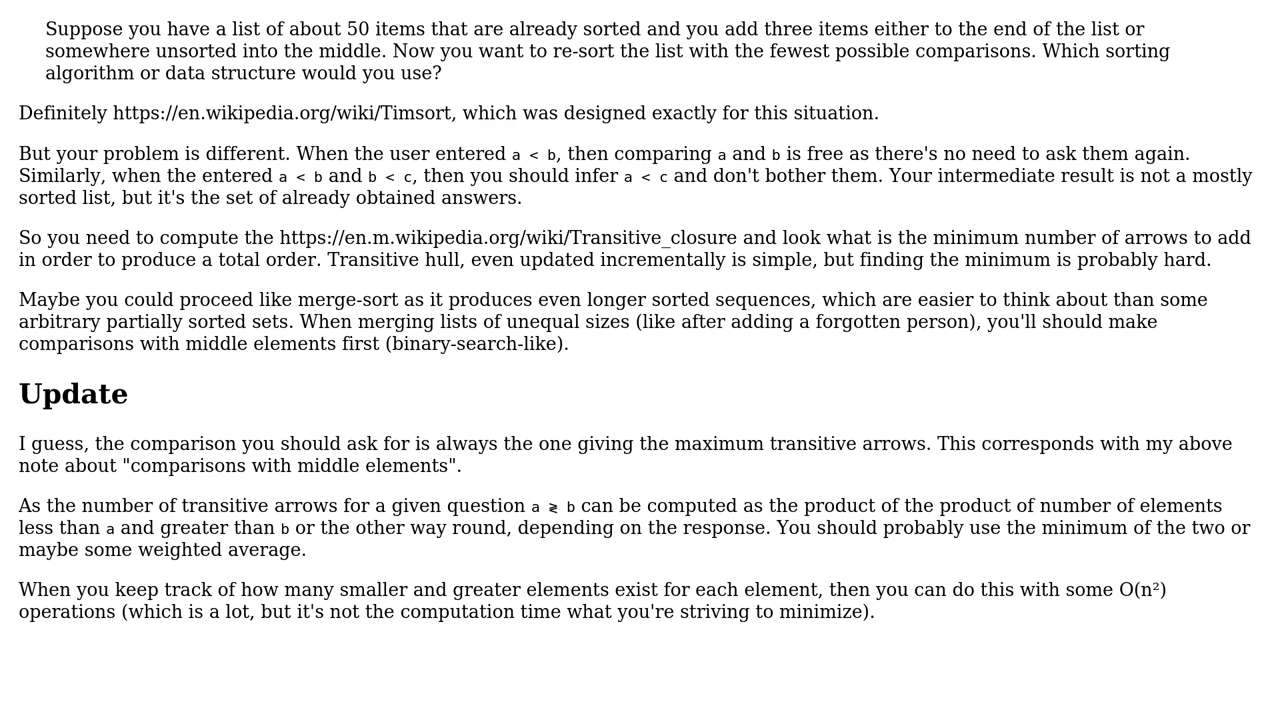 Suppose you have a list of about 50 items that are already sorted and you add three items either to the end of the list or
somewhere unsorted into the middle. Now you want to re-sort the list with the fewest possible comparisons. Which sorting
algorithm or data structure would you use?
Definitely https://en.wikipedia.org/wiki/Timsort, which was designed exactly for this situation.
But your problem is different. When the user entered a < b, then comparing a and b is free as there's no need to ask them again.
Similarly, when the entered a < b and b < c, then you should infer a < c and don't bother them. Your intermediate result is not a mostly
sorted list, but it's the set of already obtained answers.
So you need to compute the https://en.m.wikipedia.org/wiki/Transitive_closure and look what is the minimum number of arrows to add
in order to produce a total order. Transitive hull, even updated incrementally is simple, but finding the minimum is probably hard.
Maybe you could proceed like merge-sort as it produces even longer sorted sequences, which are easier to think about than some
arbitrary partially sorted sets. When merging lists of unequal sizes (like after adding a forgotten person), you'll should make
comparisons with middle elements first (binary-search-like).
Update
I guess, the comparison you should ask for is always the one giving the maximum transitive arrows. This corresponds with my above
note about "comparisons with middle elements".
As the number of transitive arrows for a given question a ≷ b can be computed as the product of the product of number of elements
less than a and greater than b or the other way round, depending on the response. You should probably use the minimum of the two or
maybe some weighted average.
When you keep track of how many smaller and greater elements exist for each element, then you can do this with some O(n²)
operations (which is a lot, but it's not the computation time what you're striving to minimize).